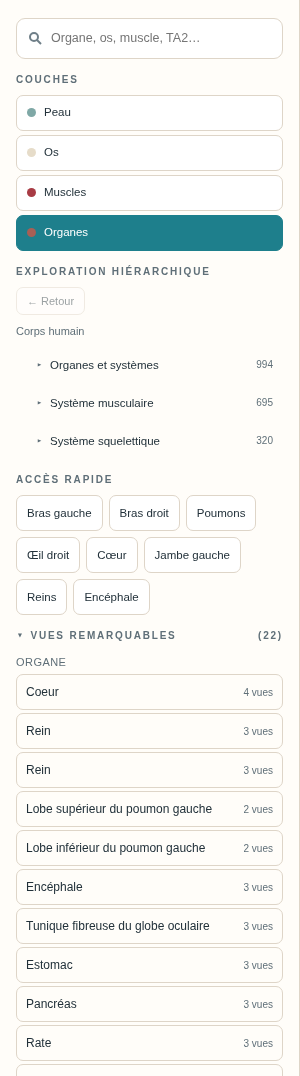 Organe, os, muscle, TA2...
COUCHES
Peau
Os
Muscles
Organes
EXPLORATION HIÉRARCHIQUE
← Retour
Corps humain
▸ Organes et systèmes 994
▸ Système musculaire 695
▸ Système squelettique 320
ACCÈS RAPIDE
Bras gauche Bras droit Poumons
Œil droit Cœur Jambe gauche
Reins Encéphale
▾ VUES REMARQUABLES (22)
ORGANE
Coeur 4 vues
Rein 3 vues
Rein 3 vues
Lobe supérieur du poumon gauche 2 vues
Lobe inférieur du poumon gauche 2 vues
Encéphale 3 vues
Tunique fibreuse du globe oculaire 3 vues
Estomac 3 vues
Pancréas 3 vues
Rate 3 vues